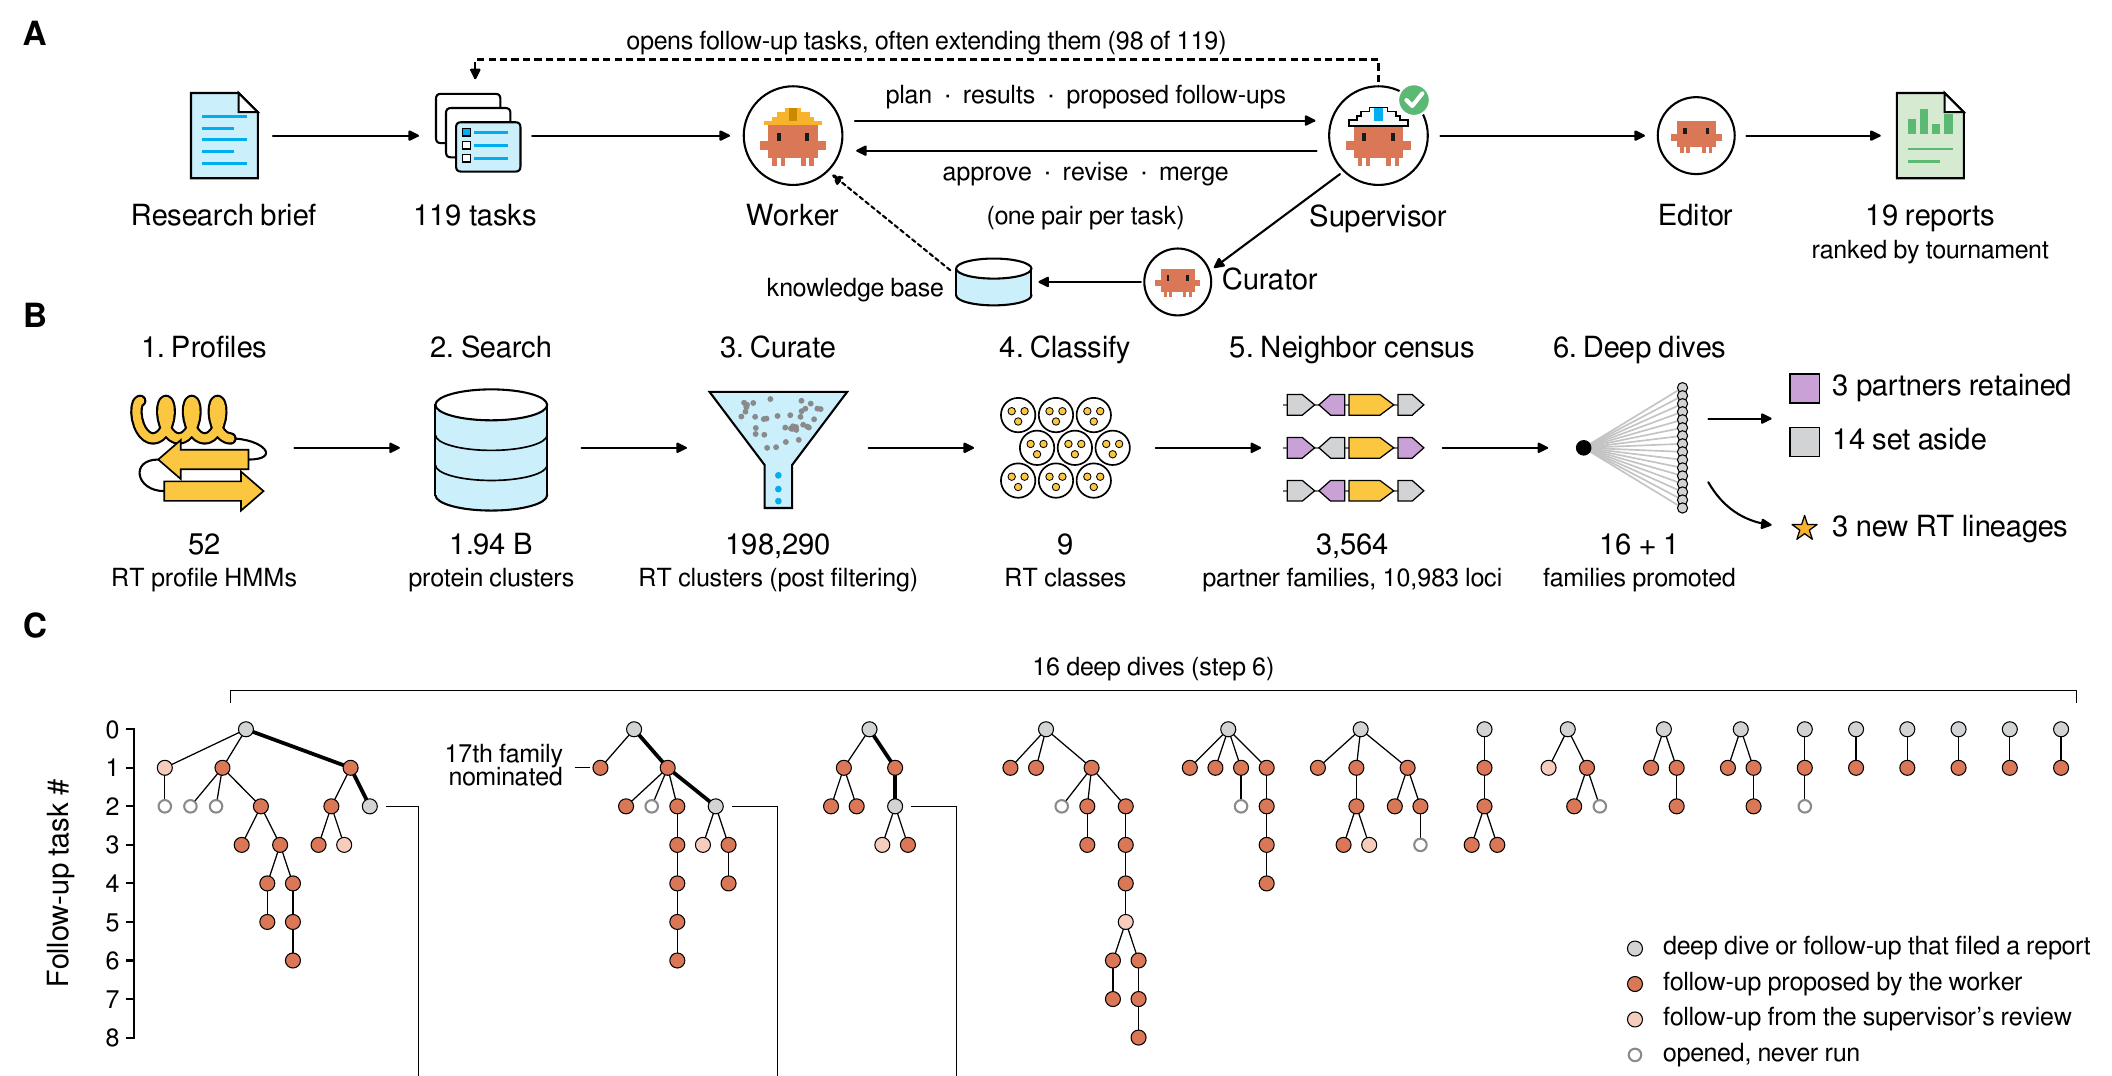 A
opens follow-up tasks, often extending them (98 of 119)
plan · results · proposed follow-ups
approve · revise · merge
(one pair per task)
Research brief
119 tasks
Worker
Supervisor
Editor
19 reports
ranked by tournament
knowledge base
Curator
B
1. Profiles
2. Search
3. Curate
4. Classify
5. Neighbor census
6. Deep dives
3 partners retained
14 set aside
3 new RT lineages
52
RT profile HMMs
1.94 B
protein clusters
198,290
RT clusters (post filtering)
9
RT classes
3,564
partner families, 10,983 loci
16 + 1
families promoted
C
16 deep dives (step 6)
Follow-up task #
0
1
2
3
4
5
6
7
8
17th family
nominated
deep dive or follow-up that filed a report
follow-up proposed by the worker
follow-up from the supervisor's review
opened, never run